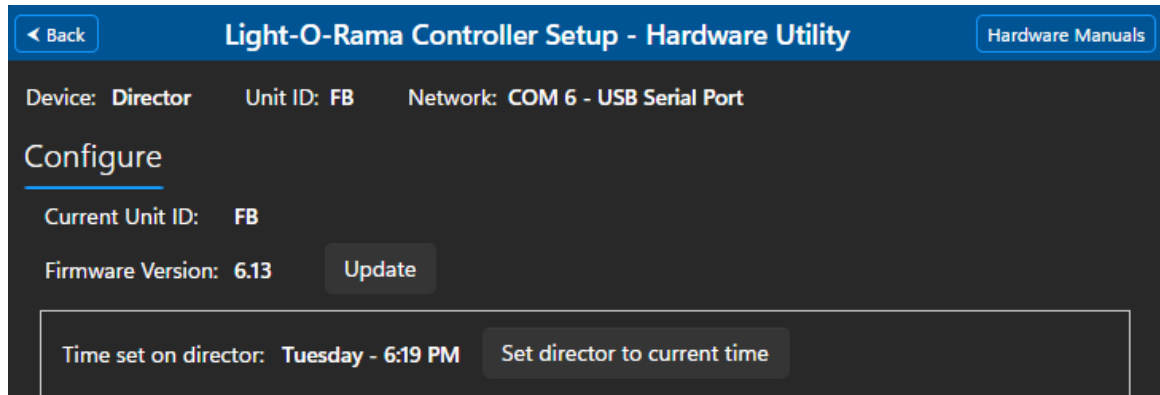 Back Light-O-Rama Controller Setup - Hardware Utility Hardware Manuals
Device: Director Unit ID: FB Network: COM 6 - USB Serial Port
Configure
Current Unit ID: FB
Firmware Version: 6.13 Update
Time set on director: Tuesday - 6:19 PM Set director to current time